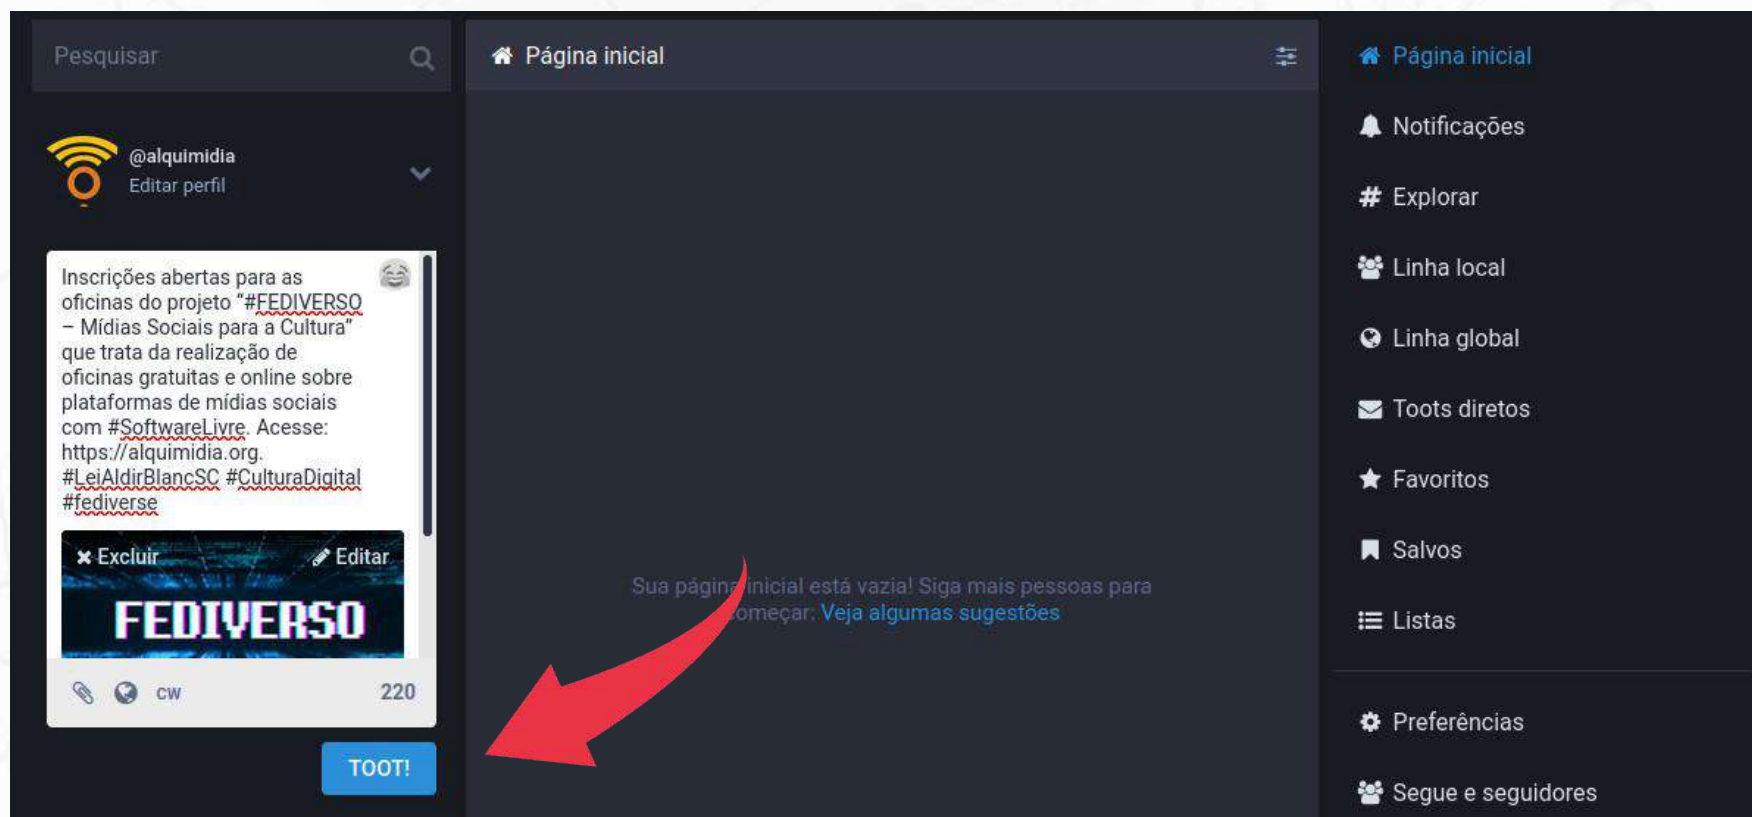 Pesquisar
@alquimidia
Editar perfil
Inscrições abertas para as
oficinas do projeto “#FEDIVERSO
– Mídias Sociais para a Cultura”
que trata da realização de
oficinas gratuitas e online sobre
plataformas de mídias sociais
com #SoftwareLivre. Acesse:
https://alquimidia.org.
#LeiAldirBlancSC #CulturaDigital
#fediverse
Excluir
Editar
FEDIVERSO
CW
220
TOOT!
Página inicial
Sua página inicial está vazia! Siga mais pessoas para
começar: Veja algumas sugestões
Página inicial
Notificações
Explorar
Linha local
Linha global
Toots diretos
Favoritos
Salvos
Listas
Preferências
Segue e seguidores